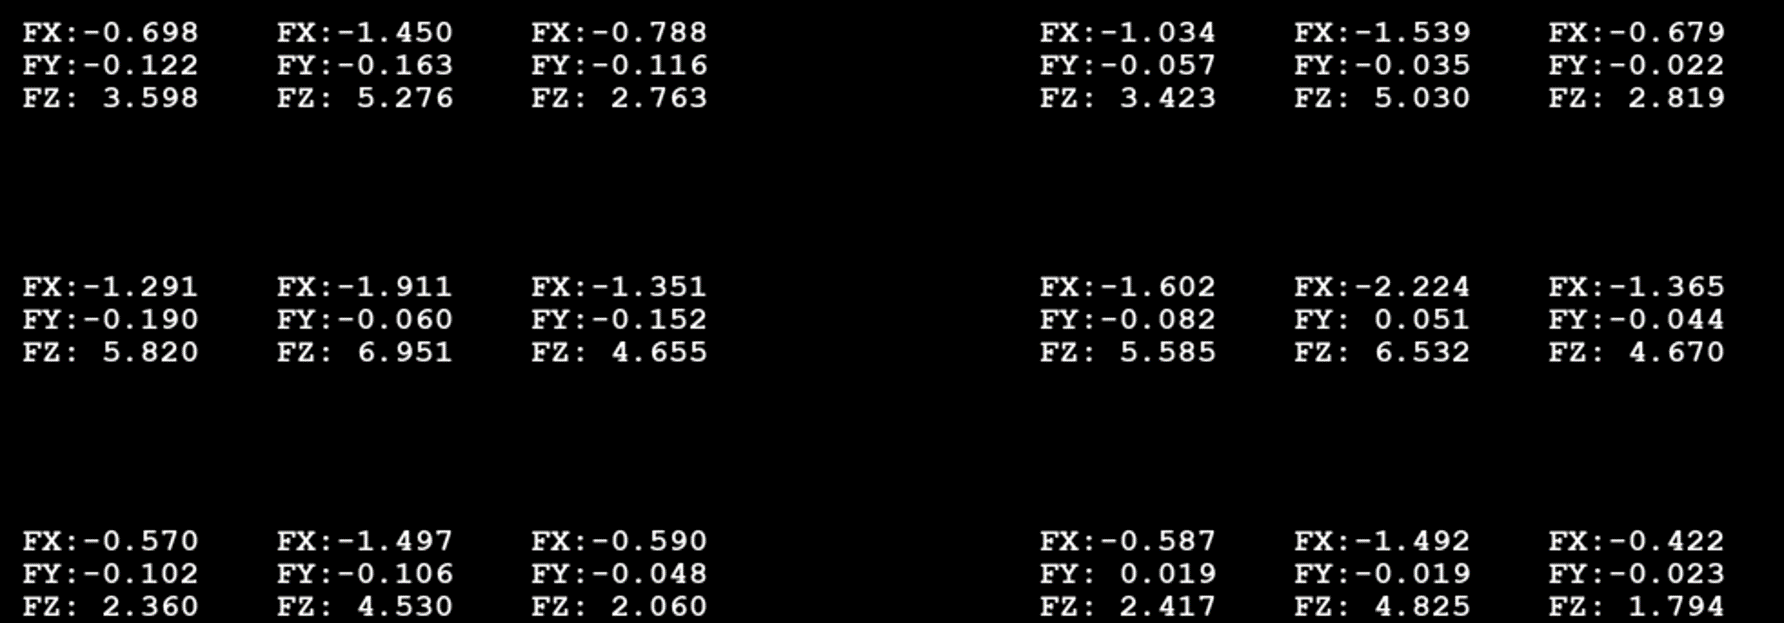 FX:-0.698 FX:-1.450 FX:-0.788 FX:-1.034 FX:-1.539 FX:-0.679
FY:-0.122 FY:-0.163 FY:-0.116 FY:-0.057 FY:-0.035 FY:-0.022
FZ: 3.598 FZ: 5.276 FZ: 2.763 FZ: 3.423 FZ: 5.030 FZ: 2.819
FX:-1.291 FX:-1.911 FX:-1.351 FX:-1.602 FX:-2.224 FX:-1.365
FY:-0.190 FY:-0.060 FY:-0.152 FY:-0.082 FY: 0.051 FY:-0.044
FZ: 5.820 FZ: 6.951 FZ: 4.655 FZ: 5.585 FZ: 6.532 FZ: 4.670
FX:-0.570 FX:-1.497 FX:-0.590 FX:-0.587 FX:-1.492 FX:-0.422
FY:-0.102 FY:-0.106 FY:-0.048 FY: 0.019 FY:-0.019 FY:-0.023
FZ: 2.360 FZ: 4.530 FZ: 2.060 FZ: 2.417 FZ: 4.825 FZ: 1.794